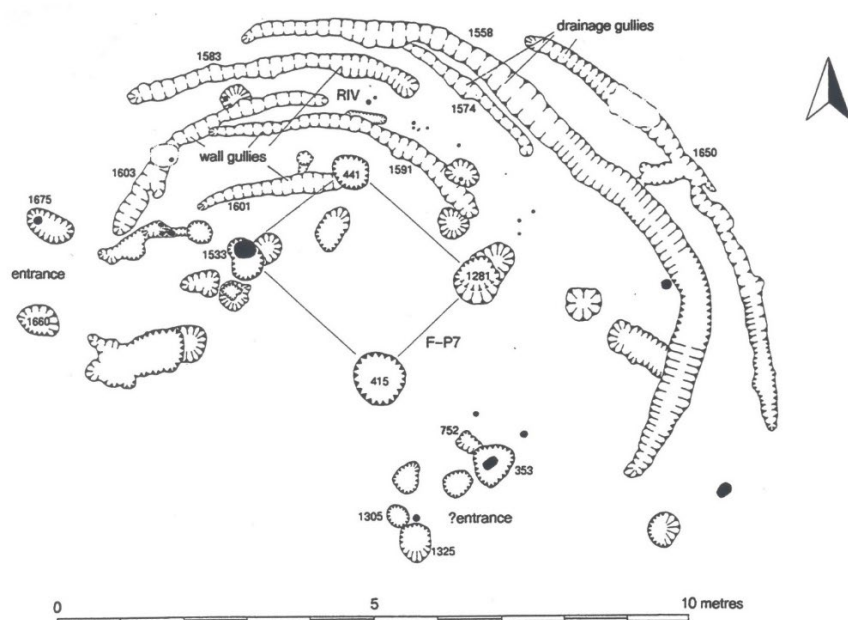 1558
drainage gullies
1583
RIV
1574
wall gullies
1603
1591
1650
441
1601
1675
1533
entrance
1281
1660
F–P7
415
752
353
1305
?entrance
1325
0
5
10 metres